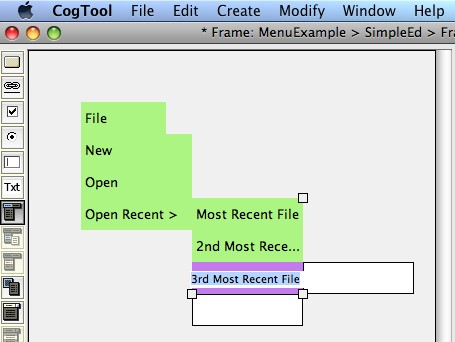 CogTool File Edit Create Modify Window Help
* Frame: MenuExample > SimpleEd > Fra
Txt
File
New
Open
Open Recent >
Most Recent File
2nd Most Rece...
3rd Most Recent File